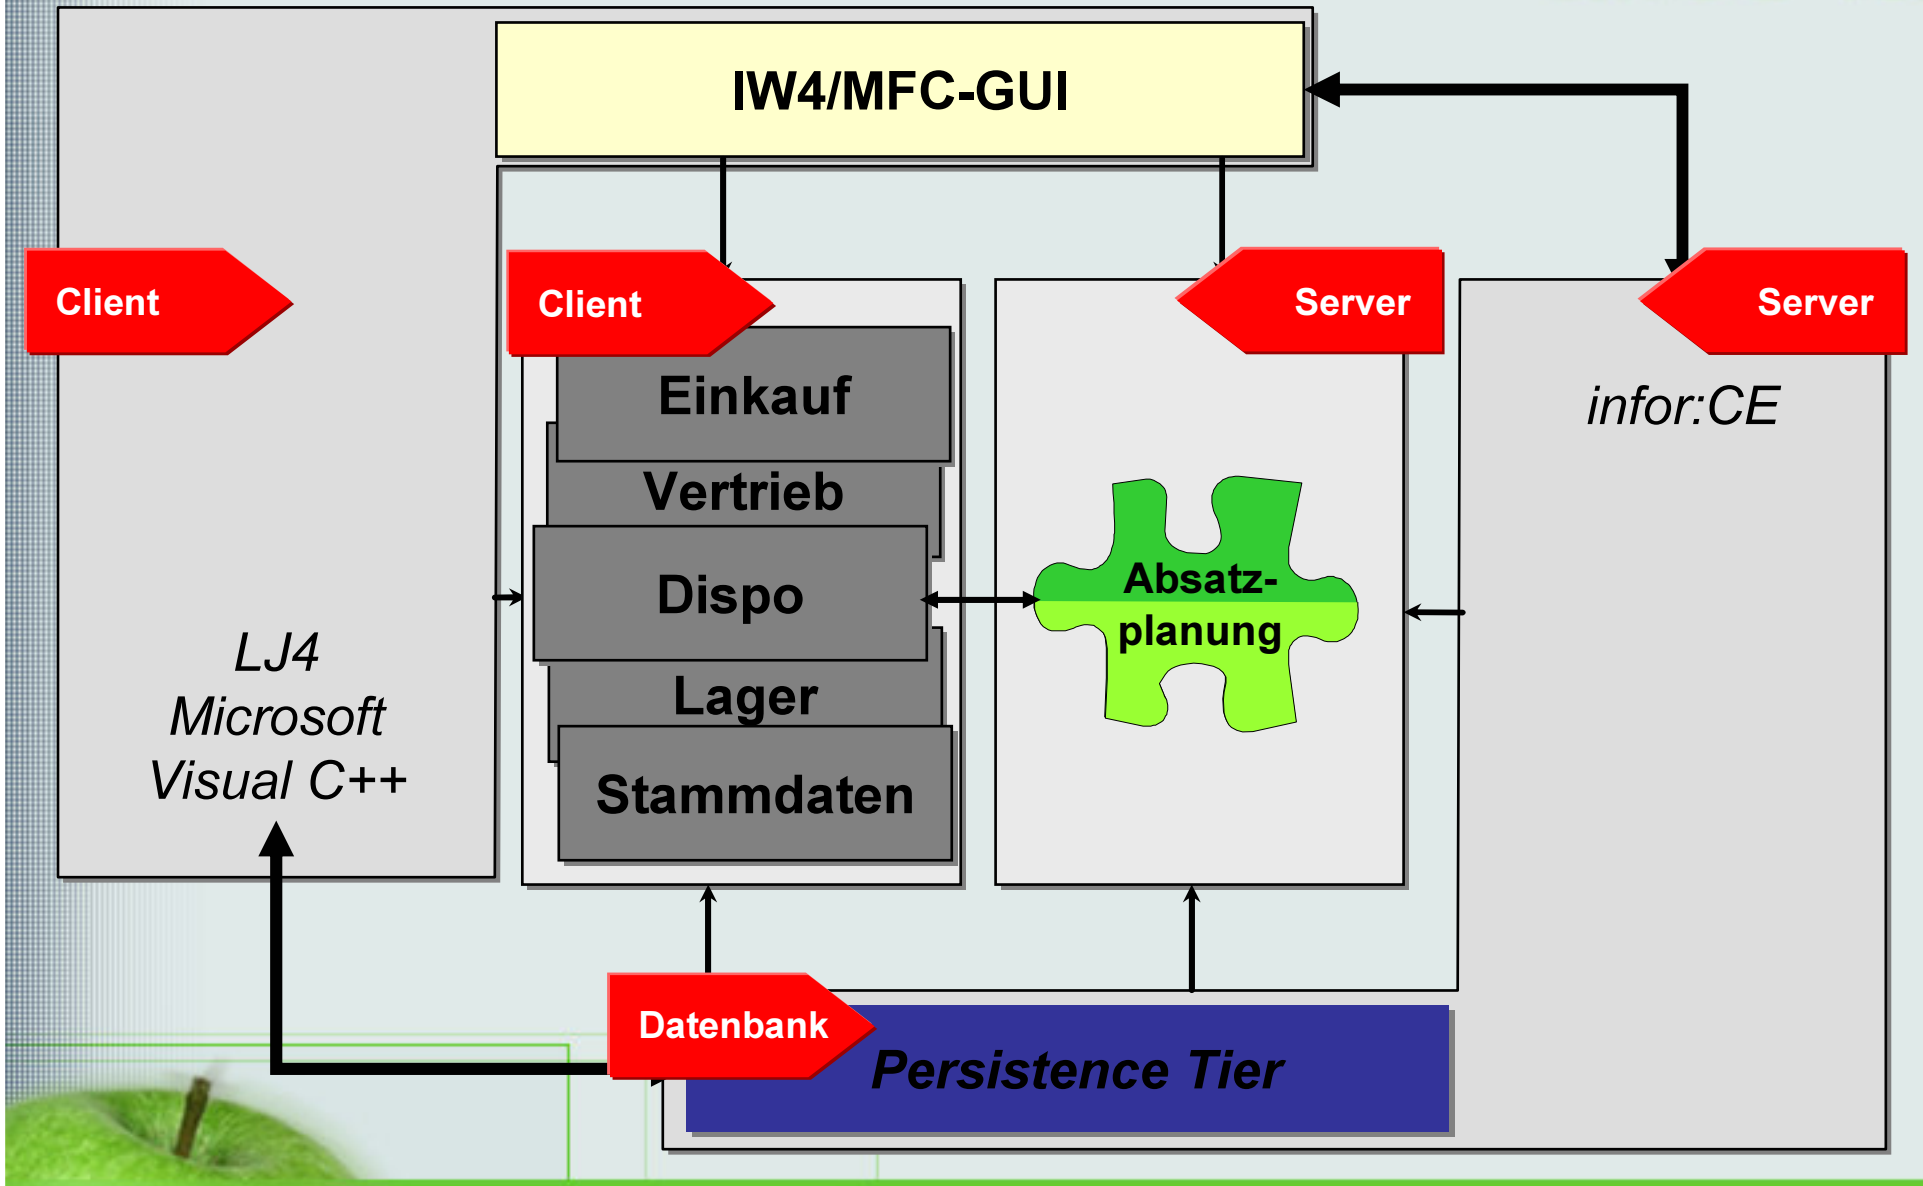 IW4/MFC-GUI
Client
Client
Server
Server
Einkauf
infor:CE
Vertrieb
Absatz-
planung
Dispo
LJ4
Microsoft
Visual C++
Lager
Stammdaten
Datenbank
Persistence Tier